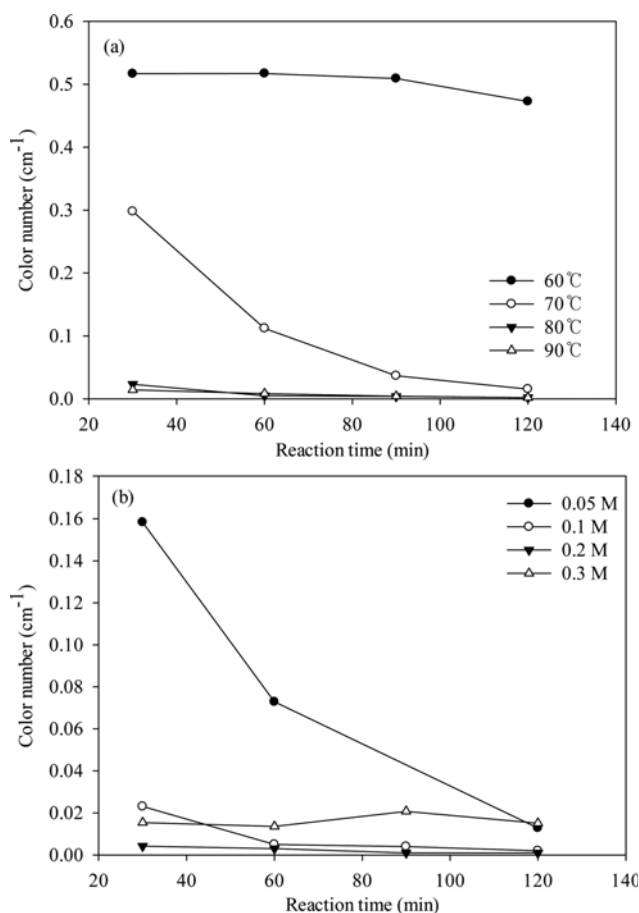 (a)
0.6
0.5
0.4
0.3
0.2
0.1
0.0
Color number (cm-1)
60℃
70℃
80℃
90℃
20 40 60 80 100 120 140
Reaction time (min)
(b)
0.18
0.16
0.14
0.12
0.10
0.08
0.06
0.04
0.02
0.00
Color number (cm-1)
0.05 M
0.1 M
0.2 M
0.3 M
20 40 60 80 100 120 140
Reaction time (min)